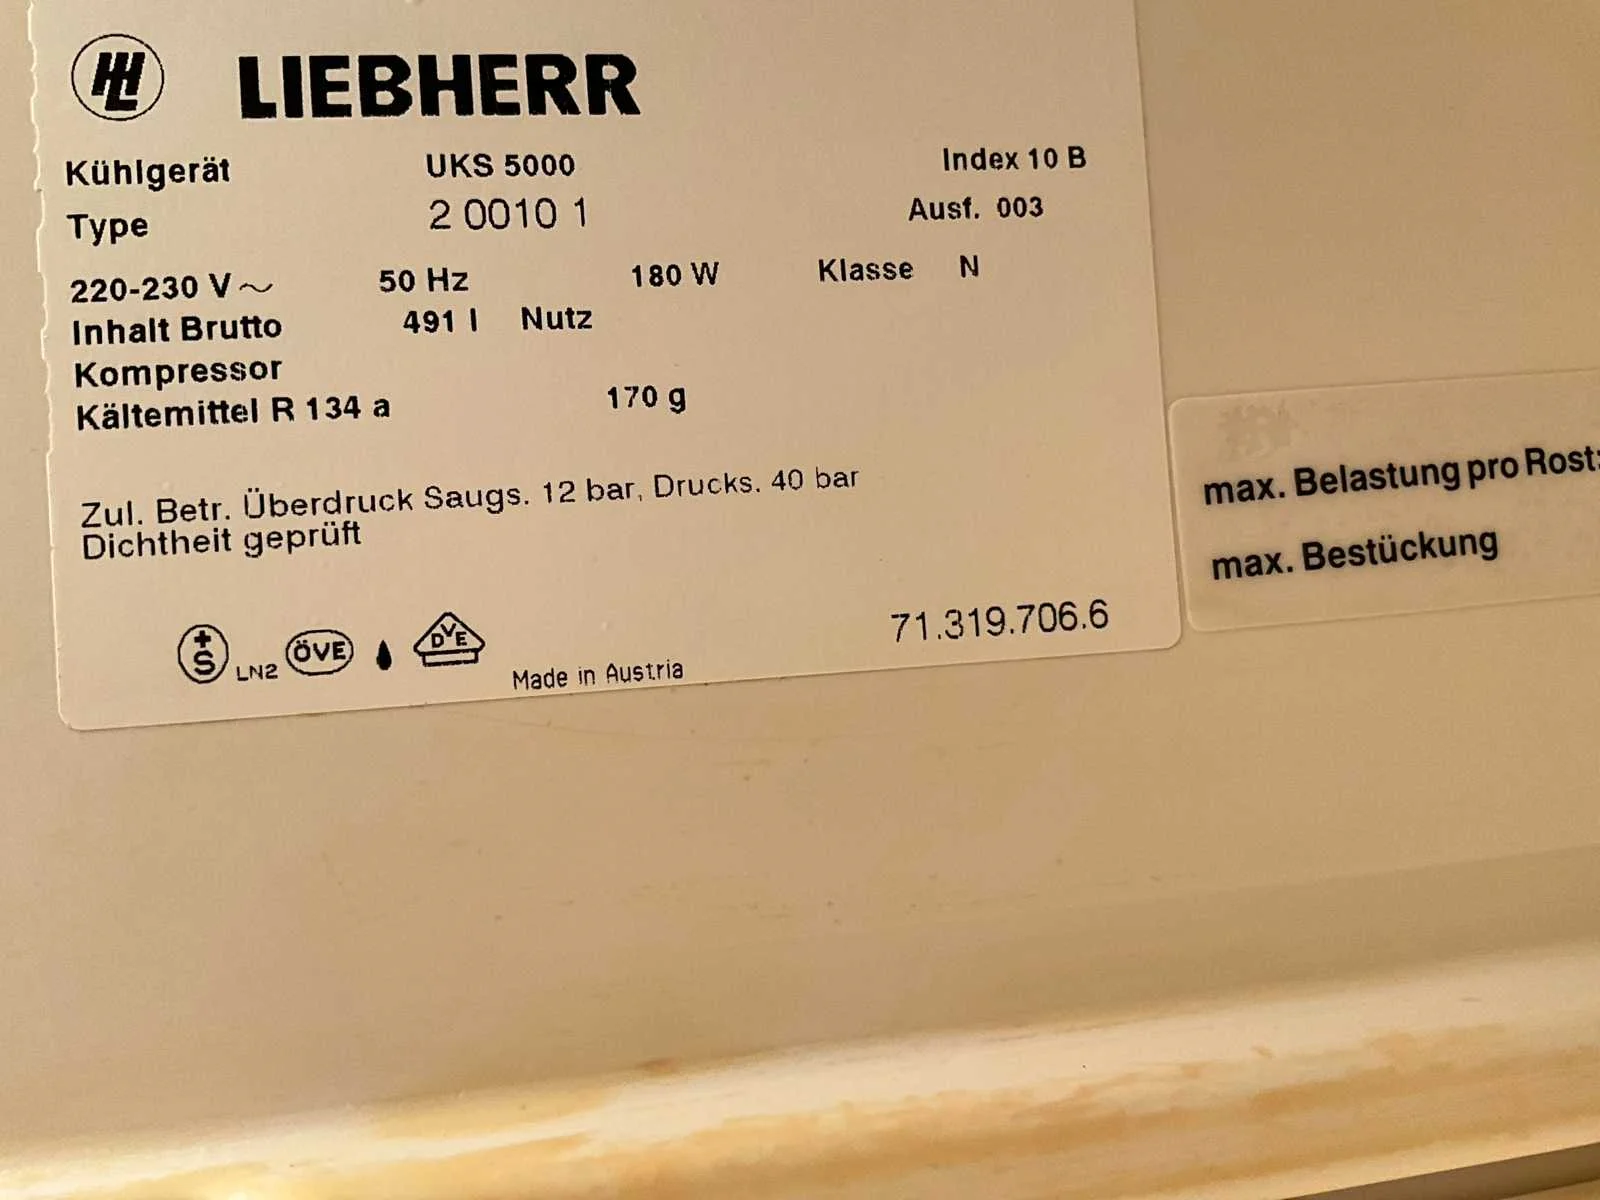 LIEBHERR
Kühlgerät UKS 5000 Index 10 B
Type 2 0010 1 Ausf. 003
220-230 V~ 50 Hz 180 W Klasse N
Inhalt Brutto 491 l Nutz
Kompressor
Kältemittel R 134 a 170 g
Zul. Betr. Überdruck Saugs. 12 bar, Drucks. 40 bar
Dichtheit geprüft
+S LN2 ÖVE DVE 71.319.706.6
Made in Austria
max. Belastung pro Rost:
max. Bestückung